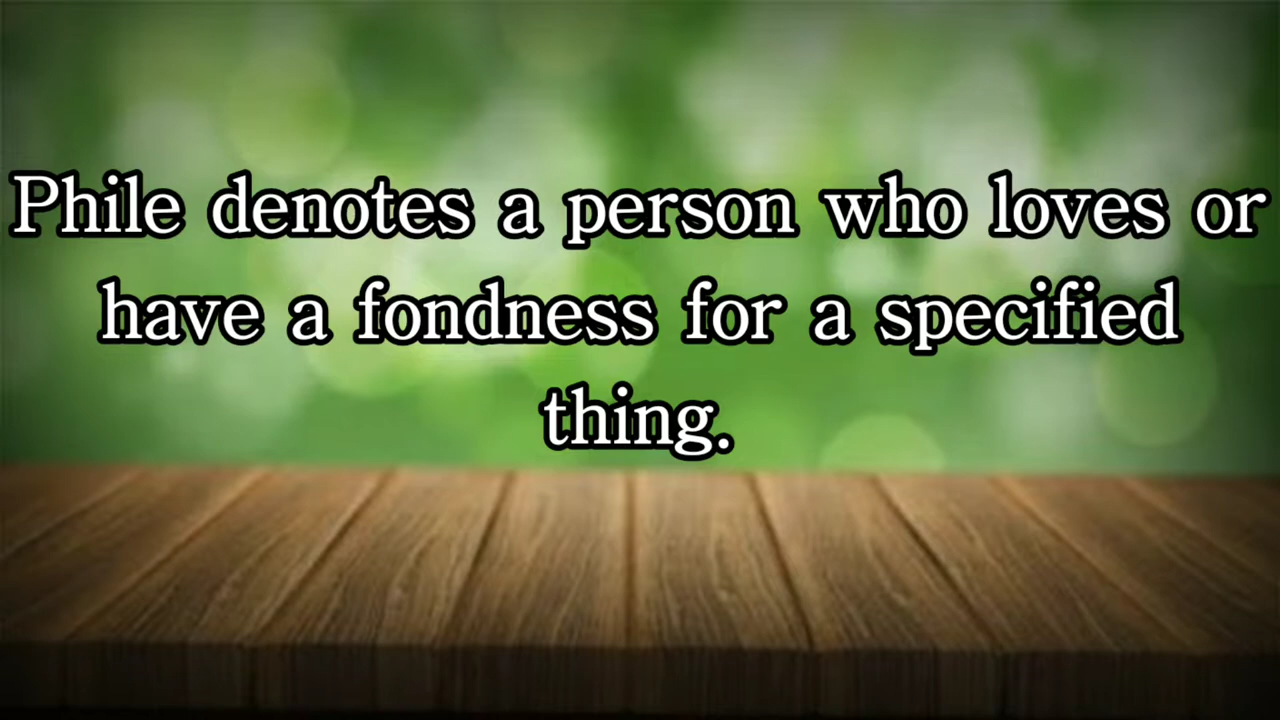 Phile denotes a person who loves or
have a fondness for a specified
thing.